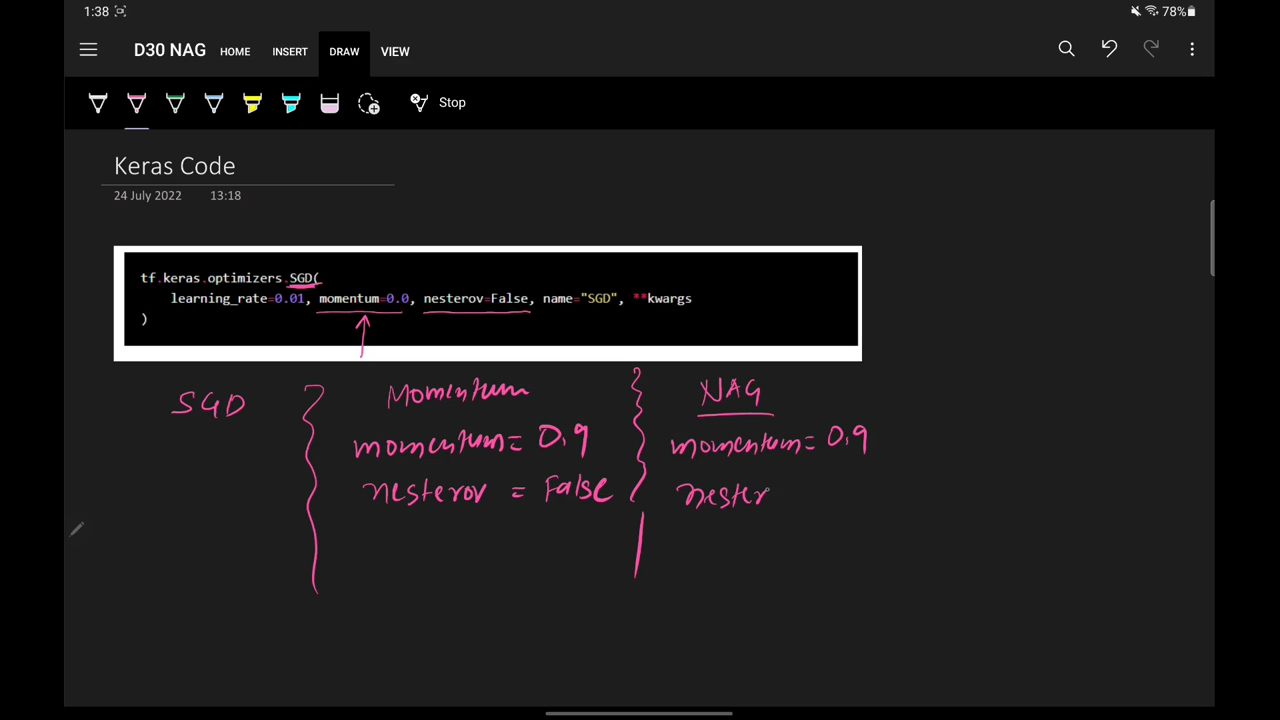 1:38
78%
D30 NAG HOME INSERT DRAW VIEW
Stop
Keras Code
24 July 2022 13:18
tf.keras.optimizers.SGD(
learning_rate=0.01, momentum=0.0, nesterov=False, name="SGD", **kwargs
)
SGD
Momentum
momentum = 0.9
nesterov = False
NAG
momentum = 0.9
nester